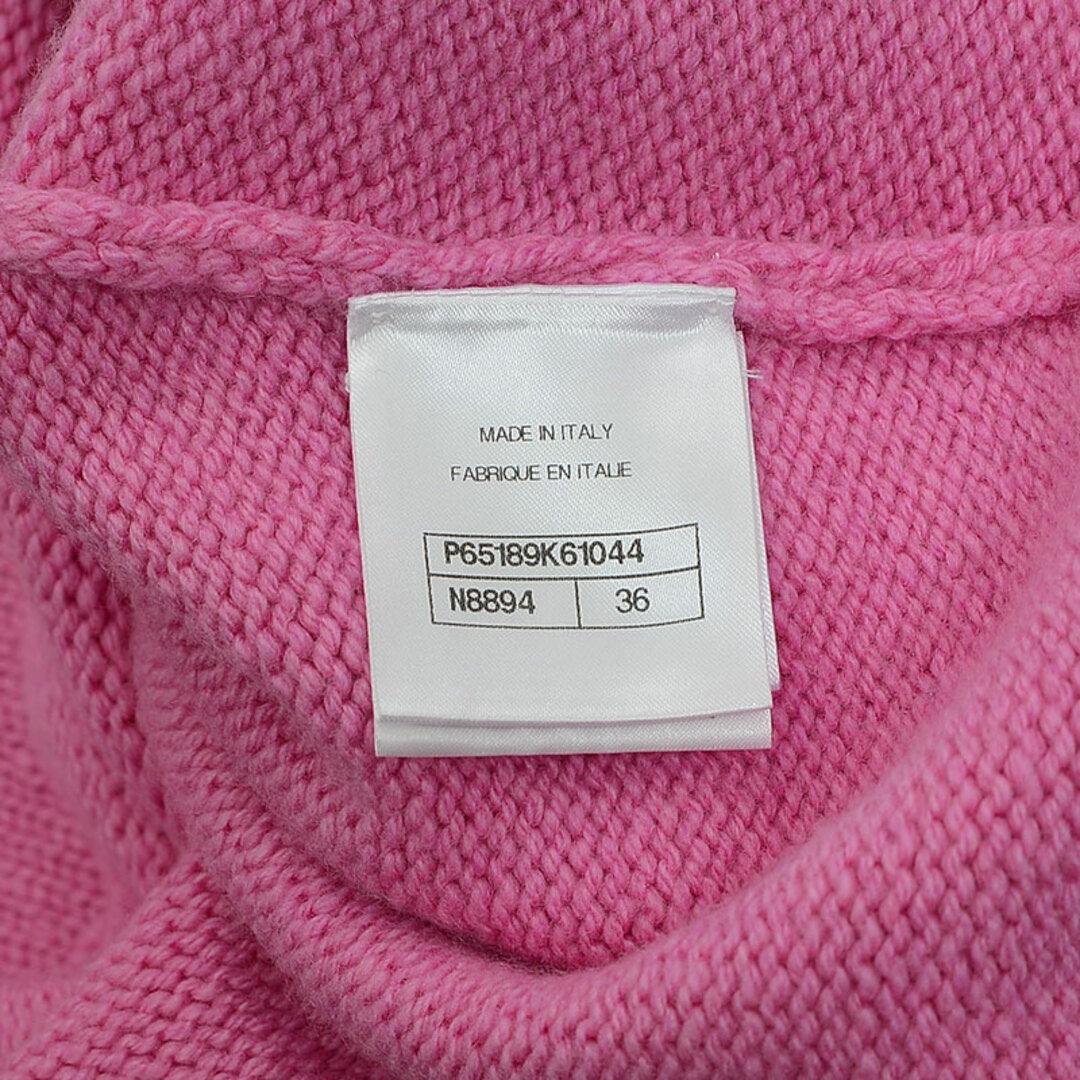 MADE IN ITALY
FABRIQUE EN ITALIE
P65189K61044
N8894 36